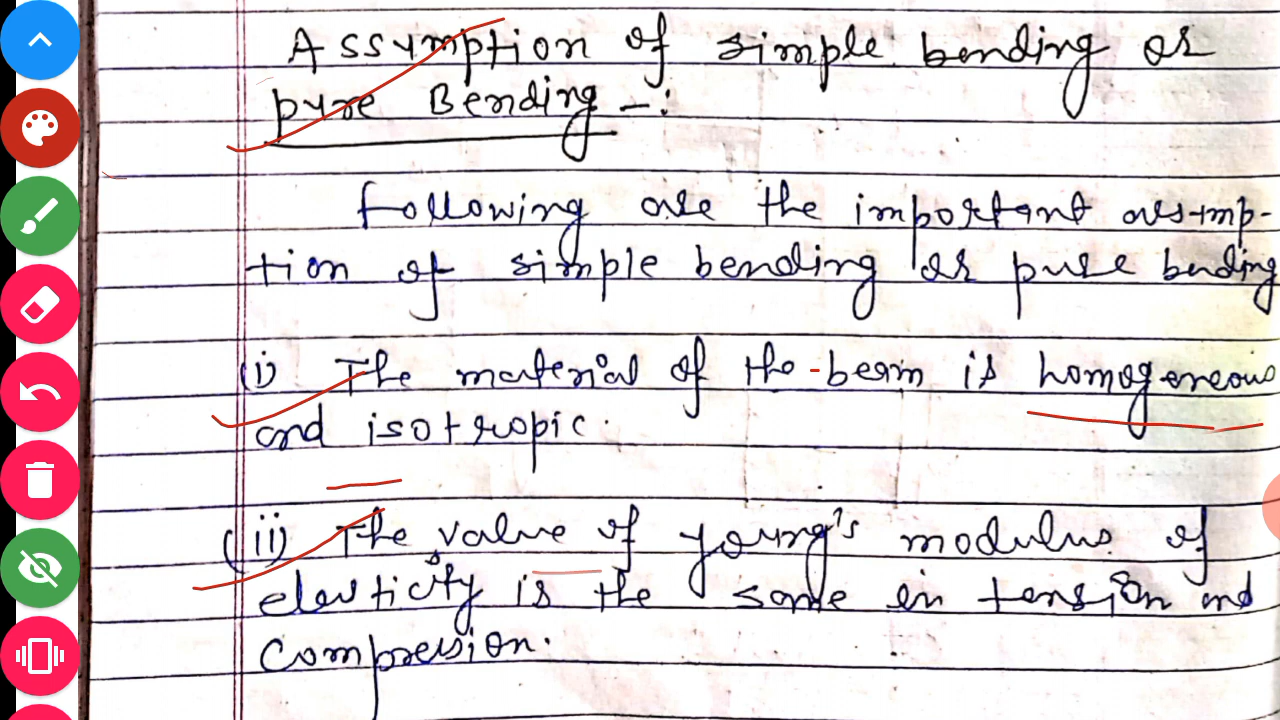 Assumption of simple bending or
pure Bending -:
following are the important assump-
tion of simple bending or pure bending
(i) The material of the beam is homogeneous
and isotropic.
(ii) The value of young's modulus of
elasticity is the same in tension and
compression.